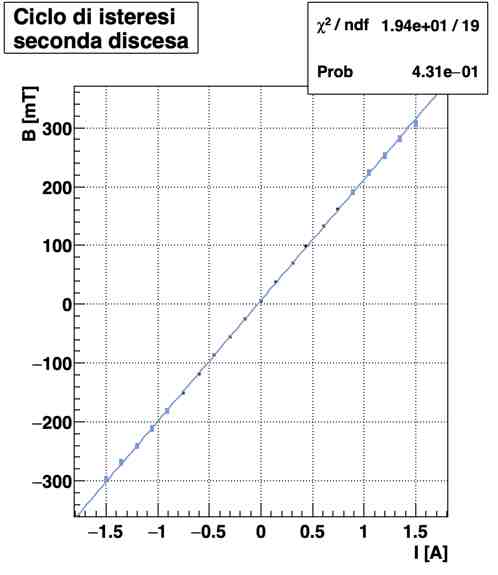 Ciclo di isteresi
seconda discesa
χ² / ndf 1.94e+01 / 19
Prob 4.31e−01
B [mT]
300
200
100
0
−100
−200
−300
−1.5 −1 −0.5 0 0.5 1 1.5
I [A]